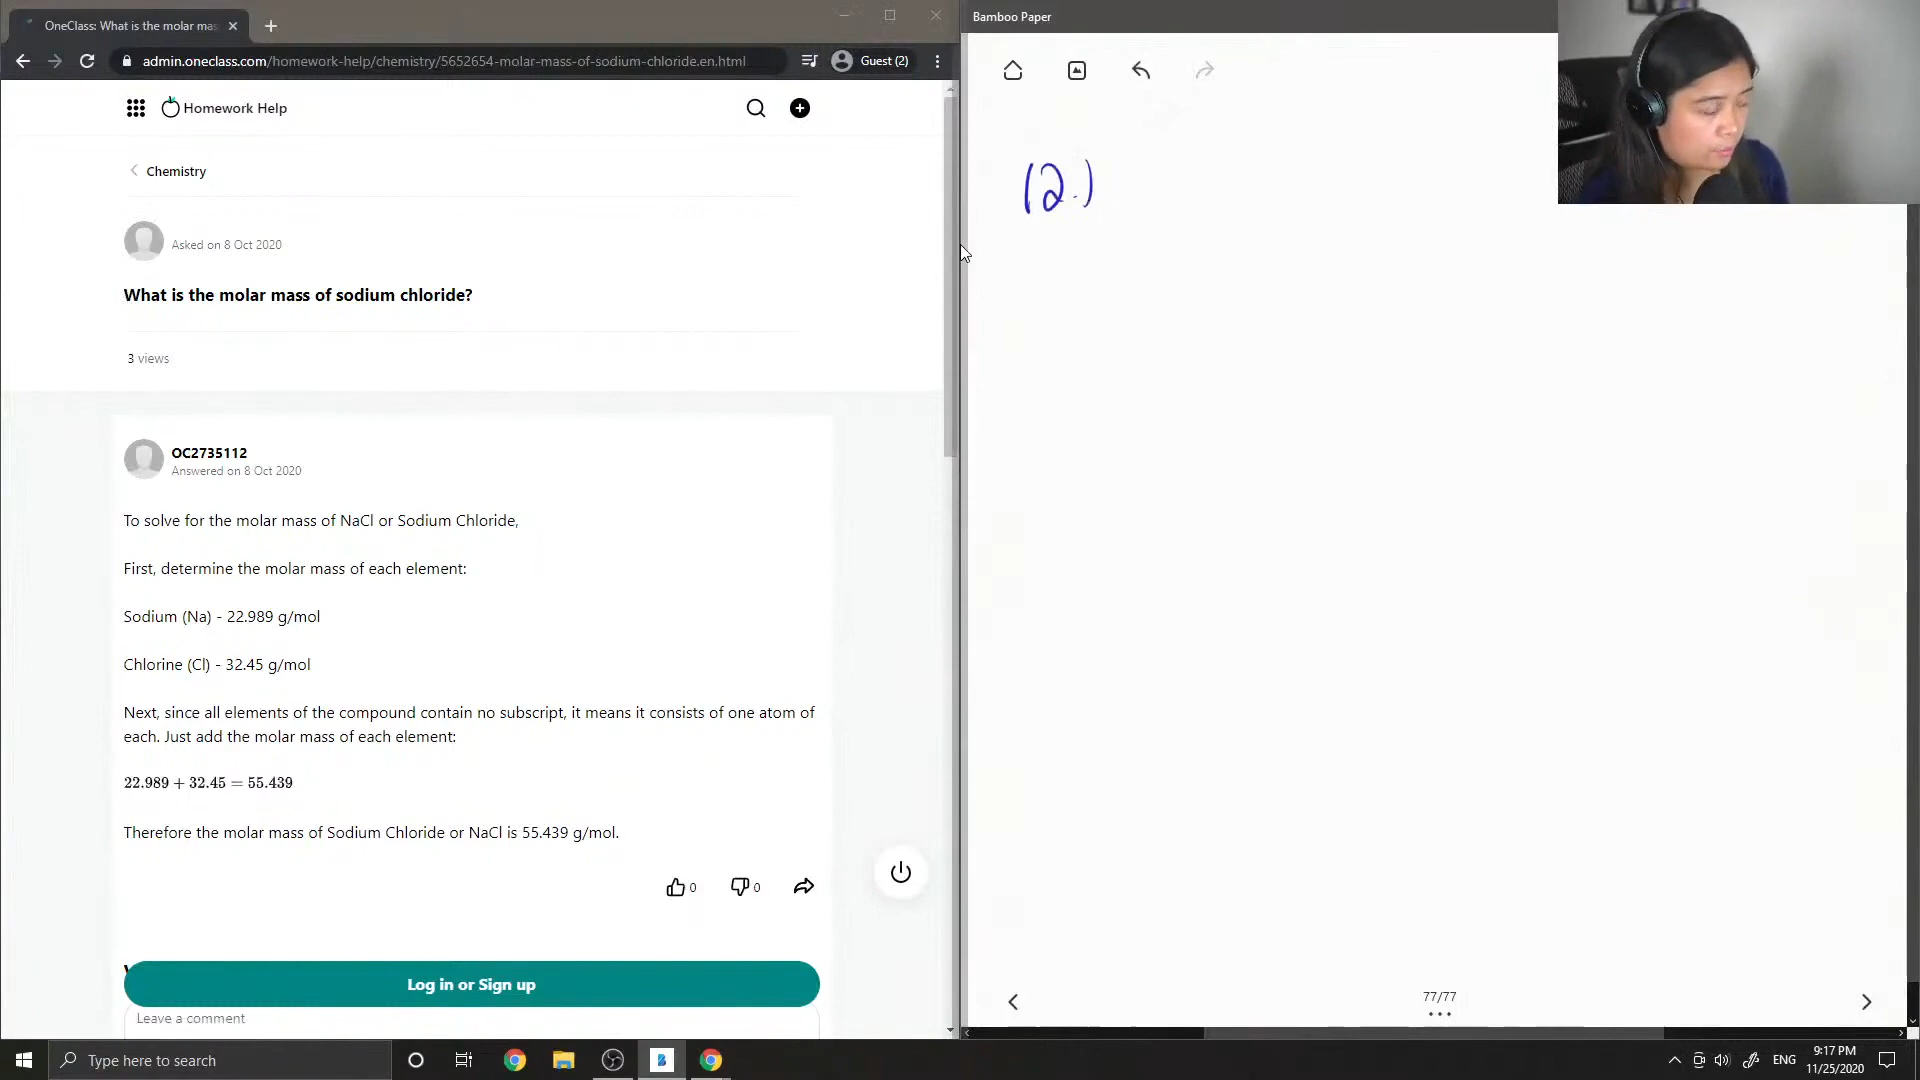 OneClass: What is the molar mas
Bamboo Paper
admin.oneclass.com/homework-help/chemistry/5652654-molar-mass-of-sodium-chloride.en.html
Guest (2)
Homework Help
Chemistry
(2.)
Asked on 8 Oct 2020
What is the molar mass of sodium chloride?
3 views
OC2735112
Answered on 8 Oct 2020
To solve for the molar mass of NaCl or Sodium Chloride,
First, determine the molar mass of each element:
Sodium (Na) - 22.989 g/mol
Chlorine (Cl) - 32.45 g/mol
Next, since all elements of the compound contain no subscript, it means it consists of one atom of
each. Just add the molar mass of each element:
22.989 + 32.45 = 55.439
Therefore the molar mass of Sodium Chloride or NaCl is 55.439 g/mol.
0
0
Log in or Sign up
Leave a comment
77/77
Type here to search
ENG
9:17 PM
11/25/2020